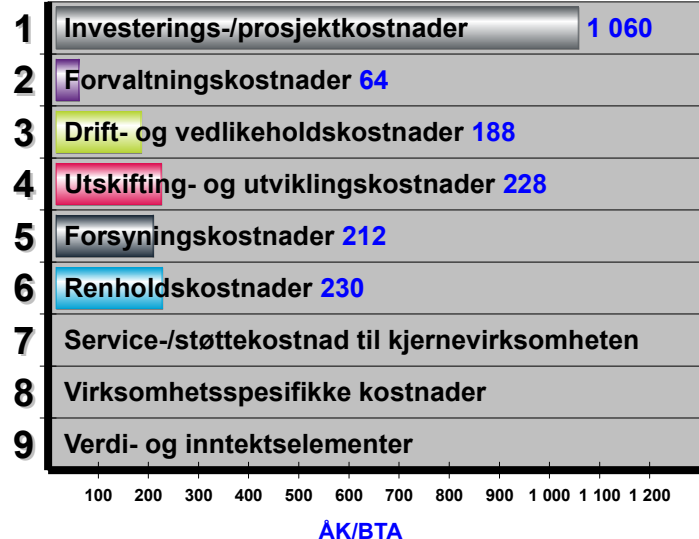 1 Investerings-/prosjektkostnader 1 060
2 Forvaltningskostnader 64
3 Drift- og vedlikeholdskostnader 188
4 Utskifting- og utviklingskostnader 228
5 Forsyningskostnader 212
6 Renholdskostnader 230
7 Service-/støttekostnad til kjernevirksomheten
8 Virksomhetsspesifikke kostnader
9 Verdi- og inntektselementer
100 200 300 400 500 600 700 800 900 1 000 1 100 1 200
ÅK/BTA